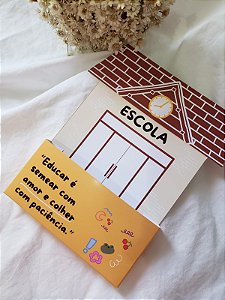 ESCOLA
"Educar é
semear com
amor e colher
com paciência."